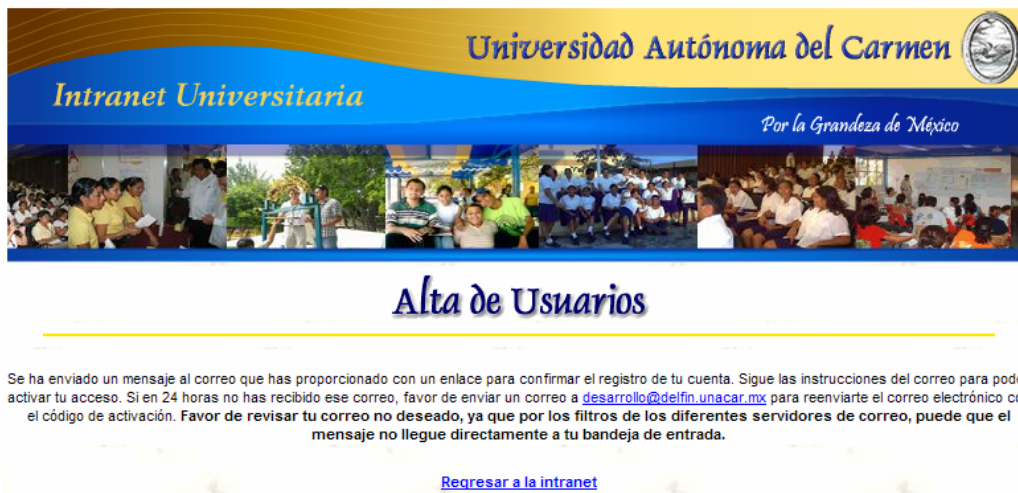 Universidad Autónoma del Carmen
Intranet Universitaria
Por la Grandeza de México
Alta de Usuarios
Se ha enviado un mensaje al correo que has proporcionado con un enlace para confirmar el registro de tu cuenta. Sigue las instrucciones del correo para pod
activar tu acceso. Si en 24 horas no has recibido ese correo, favor de enviar un correo a desarrollo@delfin.unacar.mx para reenviarte el correo electrónico co
el código de activación. Favor de revisar tu correo no deseado, ya que por los filtros de los diferentes servidores de correo, puede que el
mensaje no llegue directamente a tu bandeja de entrada.
Regresar a la intranet